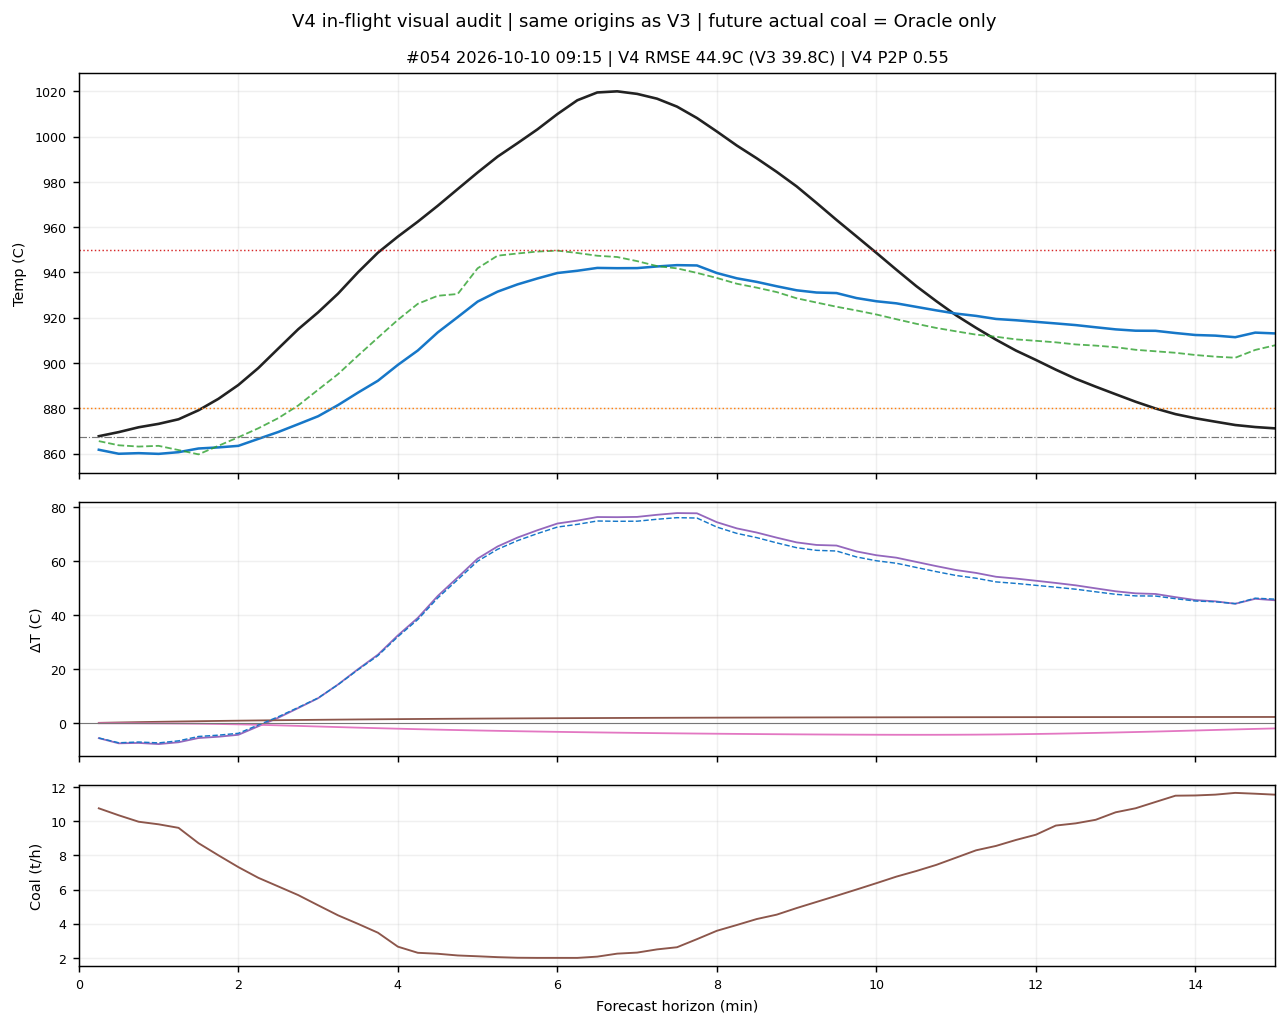 V4 in-flight visual audit | same origins as V3 | future actual coal = Oracle only
#054 2026-10-10 09:15 | V4 RMSE 44.9C (V3 39.8C) | V4 P2P 0.55
1020
1000
980
960
940
920
900
880
860
Temp (C)
80
60
40
20
0
ΔT (C)
12
10
8
6
4
2
Coal (t/h)
0 2 4 6 8 10 12 14
Forecast horizon (min)